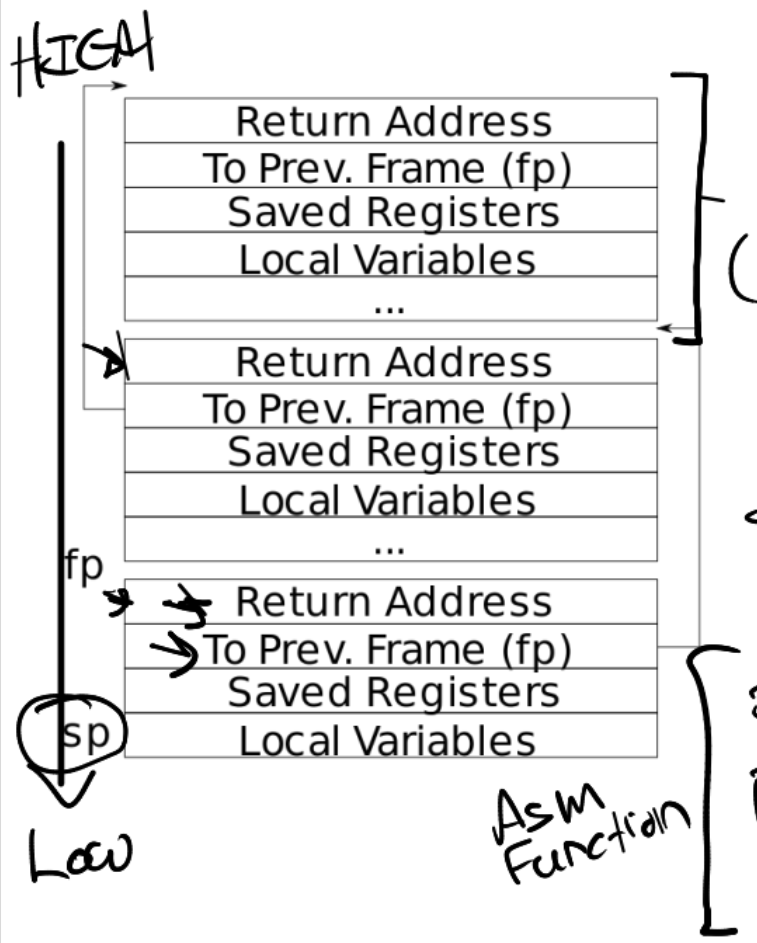 HIGH
Return Address
To Prev. Frame (fp)
Saved Registers
Local Variables
...
Return Address
To Prev. Frame (fp)
Saved Registers
Local Variables
...
fp
Return Address
To Prev. Frame (fp)
Saved Registers
sp
Local Variables
Asm
Function
Low